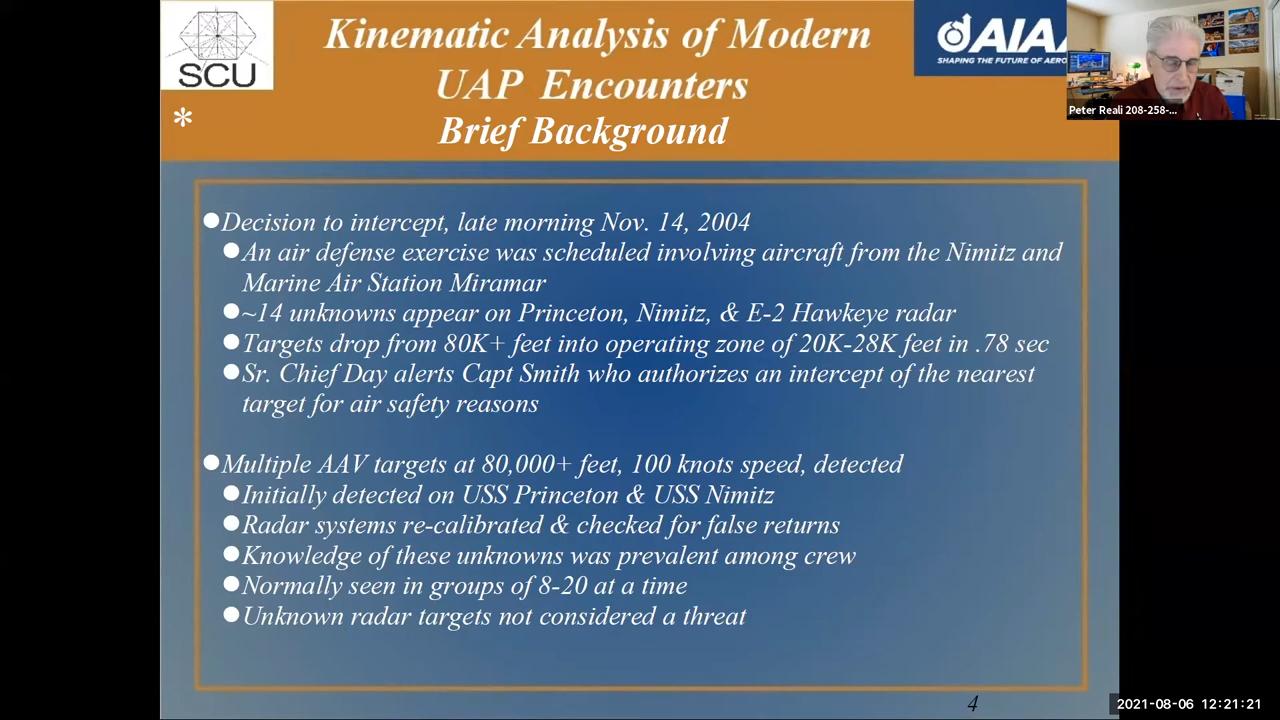 SCU
Kinematic Analysis of Modern
UAP Encounters
Brief Background
*
AIAA
SHAPING THE FUTURE OF AERO
Peter Reali 208-258-...
●Decision to intercept, late morning Nov. 14, 2004
●An air defense exercise was scheduled involving aircraft from the Nimitz and
Marine Air Station Miramar
●~14 unknowns appear on Princeton, Nimitz, & E-2 Hawkeye radar
●Targets drop from 80K+ feet into operating zone of 20K-28K feet in .78 sec
●Sr. Chief Day alerts Capt Smith who authorizes an intercept of the nearest
target for air safety reasons
●Multiple AAV targets at 80,000+ feet, 100 knots speed, detected
●Initially detected on USS Princeton & USS Nimitz
●Radar systems re-calibrated & checked for false returns
●Knowledge of these unknowns was prevalent among crew
●Normally seen in groups of 8-20 at a time
●Unknown radar targets not considered a threat
4
2021-08-06 12:21:21